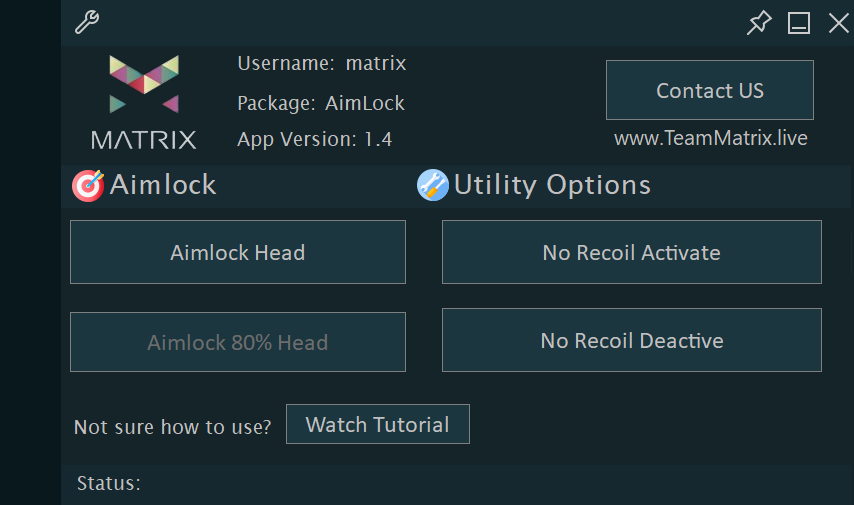 Username: matrix
Package: AimLock
App Version: 1.4
MATRIX
Contact US
www.TeamMatrix.live
Aimlock
Utility Options
Aimlock Head
No Recoil Activate
Aimlock 80% Head
No Recoil Deactive
Not sure how to use?
Watch Tutorial
Status: